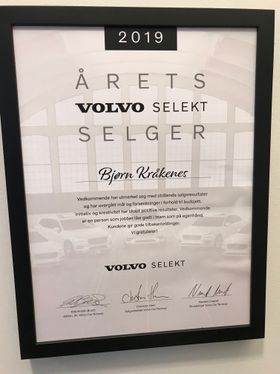 2019
ÅRETS
VOLVO SELEKT
SELGER
Bjørn Kråkenes
Vedkommende har utmerket seg med strålende salgsresultater
og har overgått mål og forventninger i forhold til budsjett.
Initiativ og kreativitet har skapt positive resultater. Vedkommende
er en person som jobber like godt i team som på egenhånd.
Kundene gir gode tilbakemeldinger.
Vi gratulerer!
VOLVO SELEKT